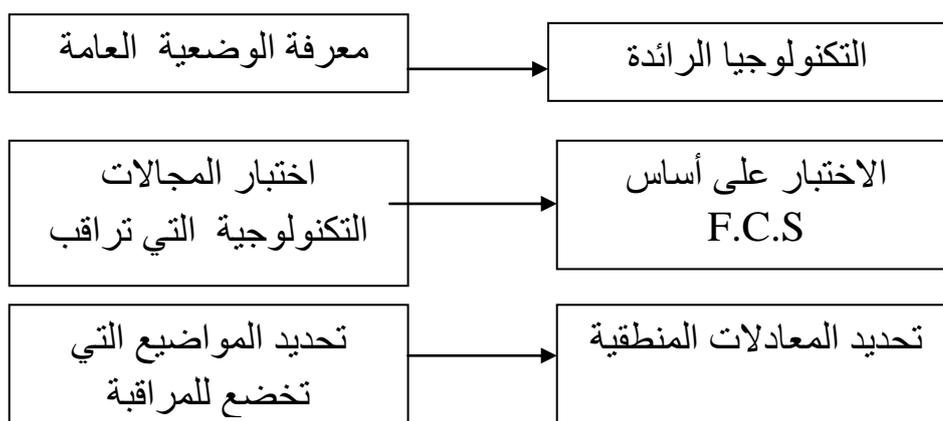 معرفة الوضعية العامة
التكنولوجيا الرائدة
اختبار المجالات
التكنولوجية التي تراقب
الاختبار على أساس
F.C.S
تحديد المواضيع التي
تخضع للمراقبة
تحديد المعادلات المنطقية